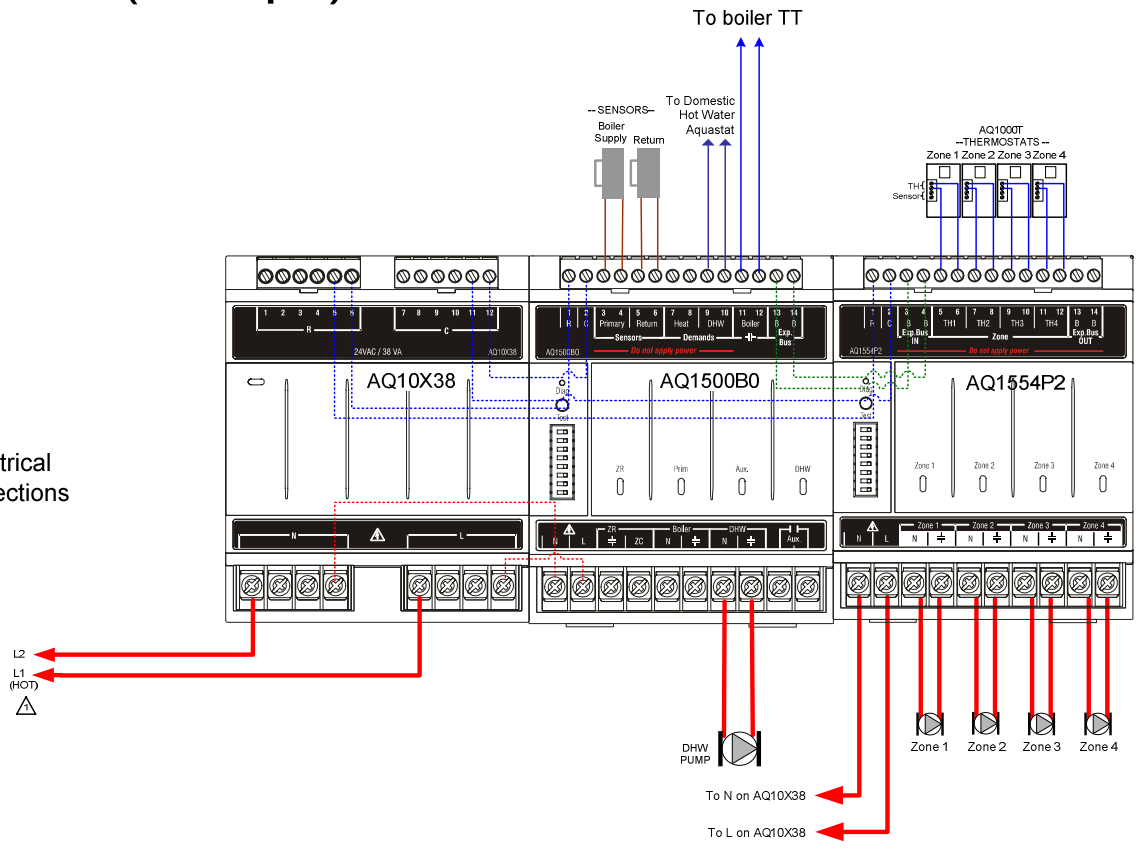 To boiler TT
-- SENSORS--
Boiler
Supply Return
To Domestic
Hot Water
Aquastat
AQ1000T
--THERMOSTATS --
Zone 1 Zone 2 Zone 3 Zone 4
TH
Sensor
1 2 3 4 5 6 7 8 9 10 11 12
R C
24VAC / 38 VA AQ10X38
1 2 3 4 5 6 7 8 9 10 11 12 13 14
R C Primary Return Heat DHW Boiler B B
Sensors Demands Exp. Bus
AQ1500B0 Do not apply power
1 2 3 4 5 6 7 8 9 10 11 12 13 14
R C B B TH1 TH2 TH3 TH4 B B
Exp.Bus IN Zone Exp.Bus OUT
AQ1554P2 Do not apply power
AQ10X38 AQ1500B0 AQ1554P2
Diag
Test
Diag
Test
trical
ections
ZR Prim Aux. DHW
Zone 1 Zone 2 Zone 3 Zone 4
N L
N L ZR ZC Boiler N DHW N Aux.
N L Zone 1 N Zone 2 N Zone 3 N Zone 4 N
L2
L1
(HOT)
1
DHW
PUMP
Zone 1 Zone 2 Zone 3 Zone 4
To N on AQ10X38
To L on AQ10X38